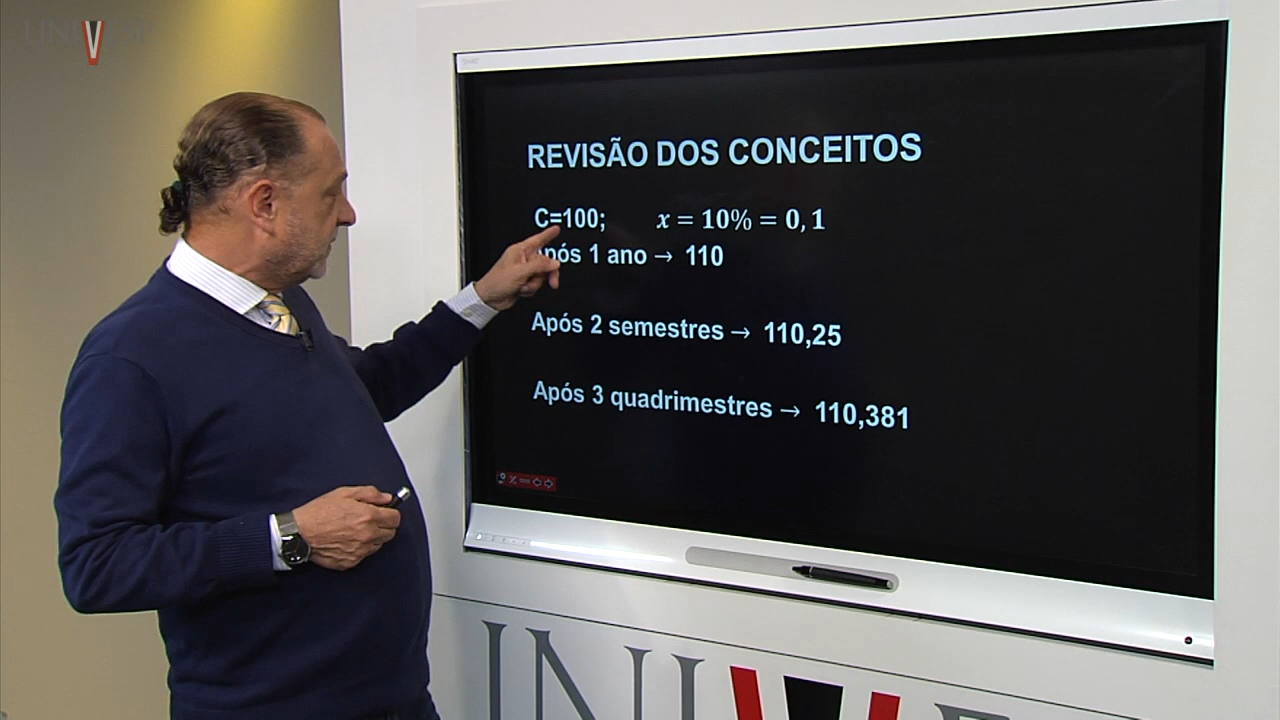 REVISÃO DOS CONCEITOS
C=100; x = 10% = 0, 1
após 1 ano → 110
Após 2 semestres → 110,25
Após 3 quadrimestres → 110,381